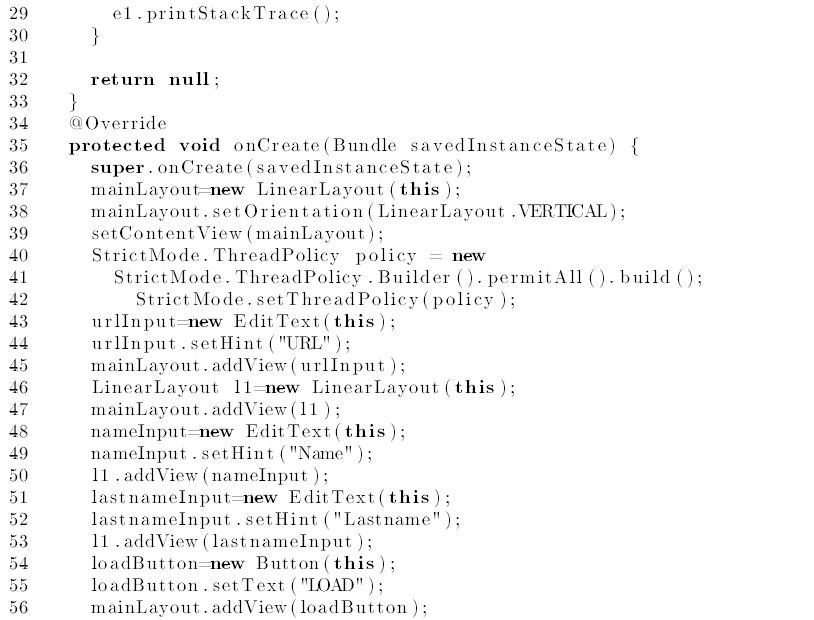 29 e1.printStackTrace();
30 }
31
32 return null;
33 }
34 @Override
35 protected void onCreate(Bundle savedInstanceState) {
36 super.onCreate(savedInstanceState);
37 mainLayout=new LinearLayout(this);
38 mainLayout.setOrientation(LinearLayout.VERTICAL);
39 setContentView(mainLayout);
40 StrictMode.ThreadPolicy policy = new
41 StrictMode.ThreadPolicy.Builder().permitAll().build();
42 StrictMode.setThreadPolicy(policy);
43 urlInput=new EditText(this);
44 urlInput.setHint("URL");
45 mainLayout.addView(urlInput);
46 LinearLayout l1=new LinearLayout(this);
47 mainLayout.addView(l1);
48 nameInput=new EditText(this);
49 nameInput.setHint("Name");
50 l1.addView(nameInput);
51 lastnameInput=new EditText(this);
52 lastnameInput.setHint("Lastname");
53 l1.addView(lastnameInput);
54 loadButton=new Button(this);
55 loadButton.setText("LOAD");
56 mainLayout.addView(loadButton);